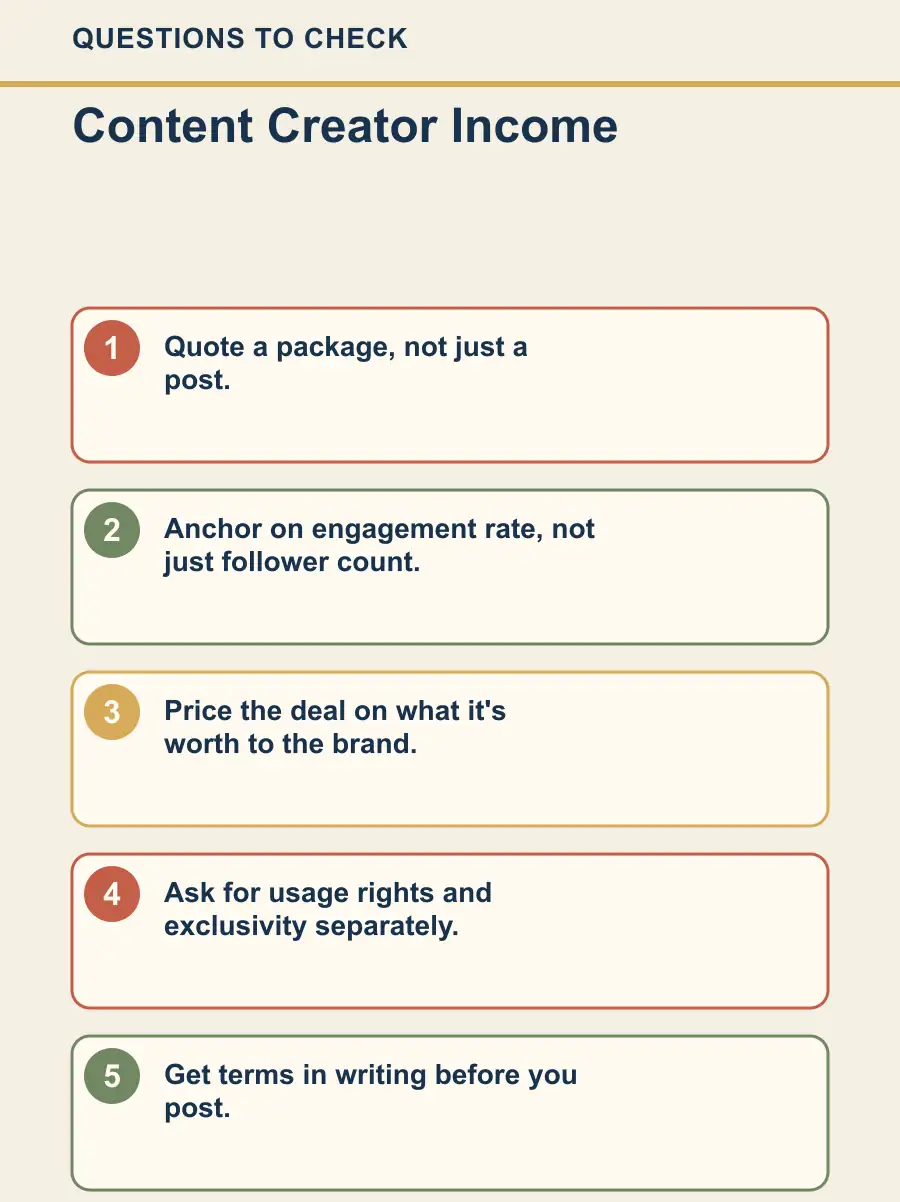 QUESTIONS TO CHECK
Content Creator Income
1
Quote a package, not just a
post.
2
Anchor on engagement rate, not
just follower count.
3
Price the deal on what it's
worth to the brand.
4
Ask for usage rights and
exclusivity separately.
5
Get terms in writing before you
post.